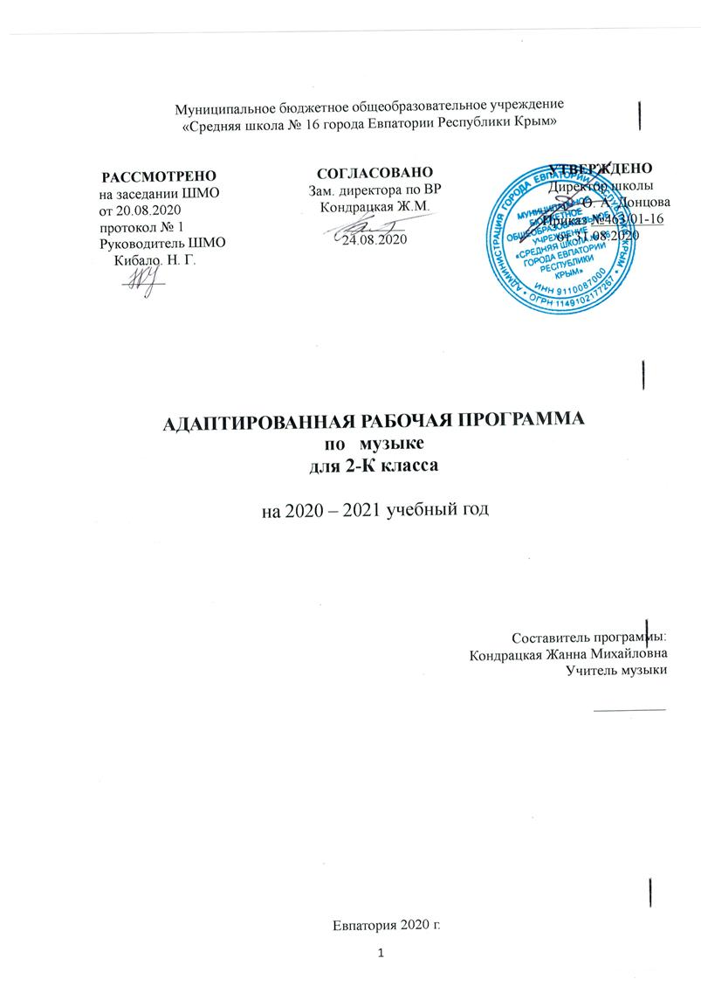 Муниципальное бюджетное общеобразовательное учреждение
«Средняя школа № 16 города Евпатории Республики Крым»
РАССМОТРЕНО
на заседании ШМО
от 20.08.2020
протокол № 1
Руководитель ШМО
Кибало. Н. Г.
СОГЛАСОВАНО
Зам. директора по ВР
Кондрацкая Ж.М.
24.08.2020
УТВЕРЖДЕНО
Директор школы
О. А. Донцова
Приказ №463/01-16
от 31.08.2020
АДМИНИСТРАЦИЯ ГОРОДА ЕВПАТОРИИ РЕСПУБЛИКИ КРЫМ
ОГРН 1149102177267
МУНИЦИПАЛЬНОЕ
БЮДЖЕТНОЕ
ОБЩЕОБРАЗОВАТЕЛЬНОЕ
УЧРЕЖДЕНИЕ
«СРЕДНЯЯ ШКОЛА № 16
ГОРОДА ЕВПАТОРИИ
РЕСПУБЛИКИ
КРЫМ»
ИНН 9110087000
АДАПТИРОВАННАЯ РАБОЧАЯ ПРОГРАММА
по музыке
для 2-К класса
на 2020 – 2021 учебный год
Составитель программы:
Кондрацкая Жанна Михайловна
Учитель музыки
Евпатория 2020 г.
1